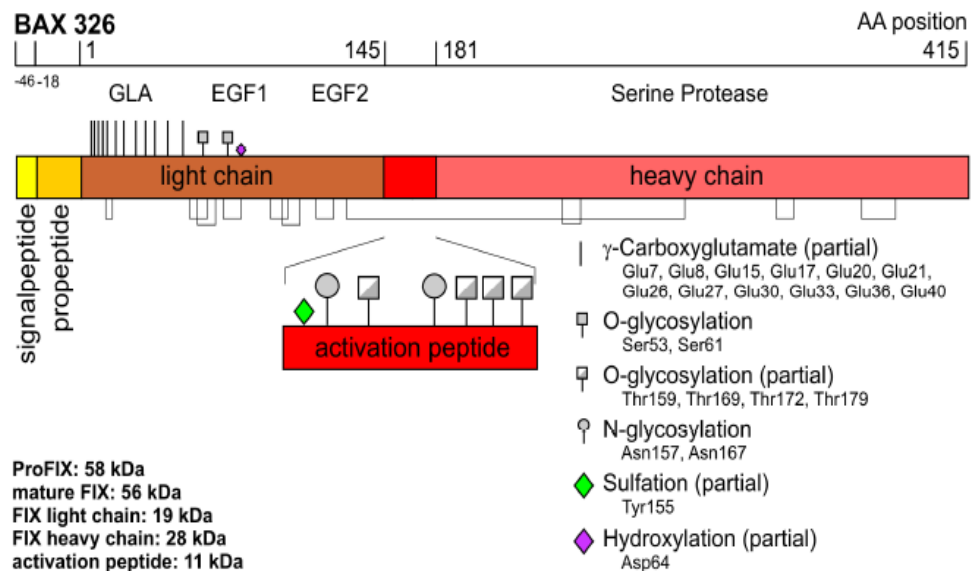 BAX 326
AA position
1
145
181
415
-46
-18
GLA
EGF1
EGF2
Serine Protease
light chain
heavy chain
signalpeptide
propeptide
activation peptide
γ-Carboxyglutamate (partial)
Glu7, Glu8, Glu15, Glu17, Glu20, Glu21,
Glu26, Glu27, Glu30, Glu33, Glu36, Glu40
O-glycosylation
Ser53, Ser61
O-glycosylation (partial)
Thr159, Thr169, Thr172, Thr179
N-glycosylation
Asn157, Asn167
Sulfation (partial)
Tyr155
Hydroxylation (partial)
Asp64
ProFIX: 58 kDa
mature FIX: 56 kDa
FIX light chain: 19 kDa
FIX heavy chain: 28 kDa
activation peptide: 11 kDa